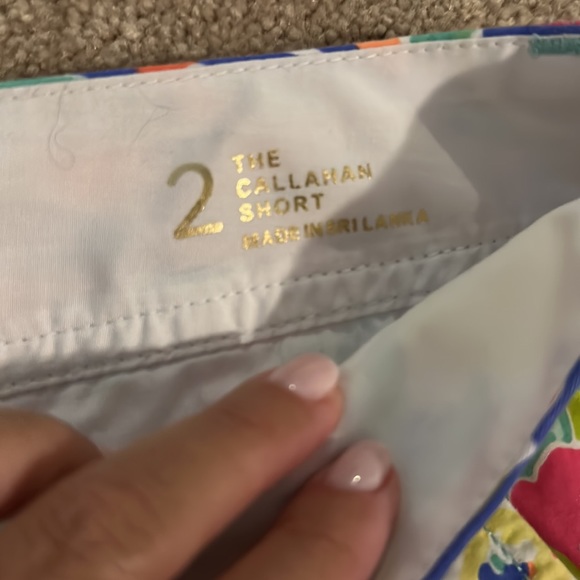 2
THE
CALLAHAN
SHORT
MADE IN SRI LANKA